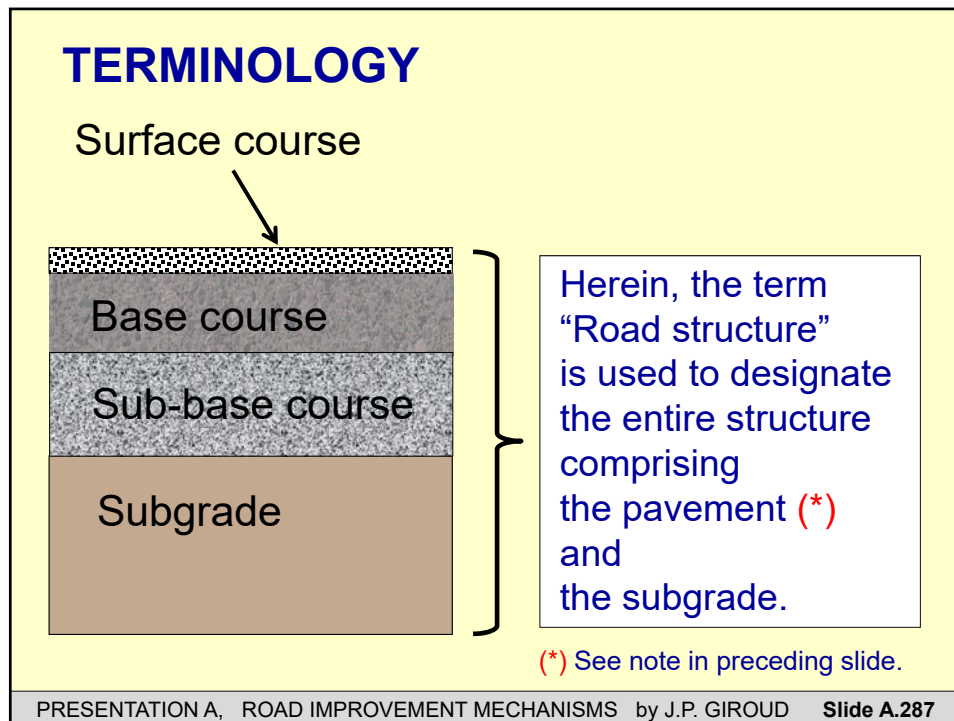 TERMINOLOGY
Surface course
Base course
Sub-base course
Subgrade
Herein, the term
“Road structure”
is used to designate
the entire structure
comprising
the pavement (*)
and
the subgrade.
(*) See note in preceding slide.
PRESENTATION A, ROAD IMPROVEMENT MECHANISMS by J.P. GIROUD Slide A.287